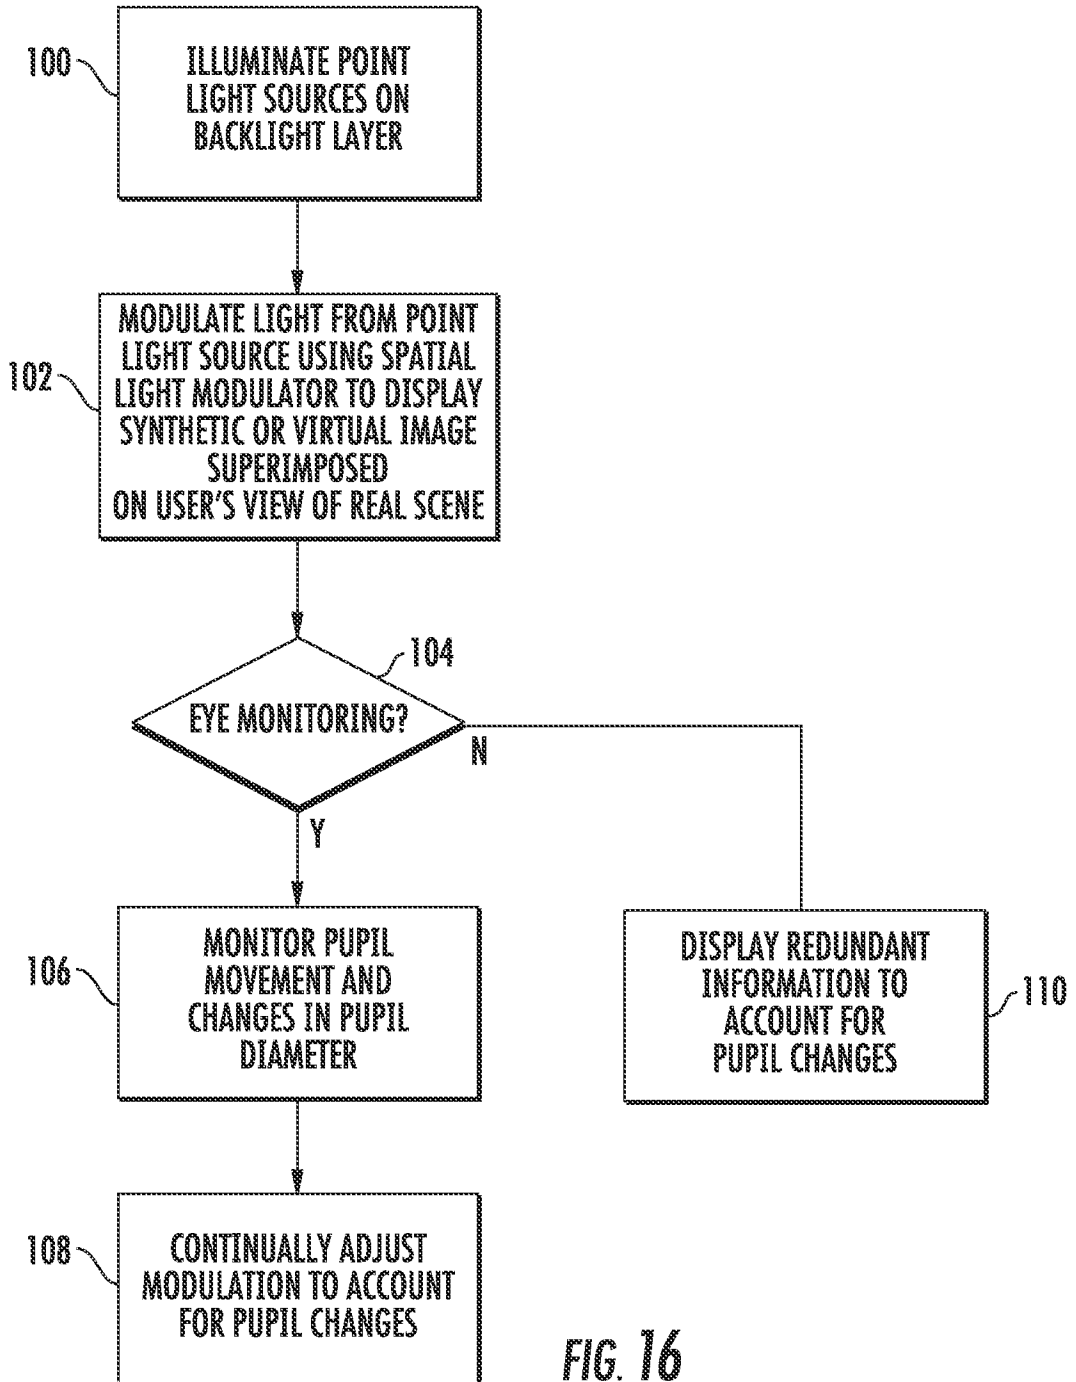 100
ILLUMINATE POINT
LIGHT SOURCES ON
BACKLIGHT LAYER
102
MODULATE LIGHT FROM POINT
LIGHT SOURCE USING SPATIAL
LIGHT MODULATOR TO DISPLAY
SYNTHETIC OR VIRTUAL IMAGE
SUPERIMPOSED
ON USER'S VIEW OF REAL SCENE
104
EYE MONITORING?
N
Y
106
MONITOR PUPIL
MOVEMENT AND
CHANGES IN PUPIL
DIAMETER
DISPLAY REDUNDANT
INFORMATION TO
ACCOUNT FOR
PUPIL CHANGES
110
108
CONTINUALLY ADJUST
MODULATION TO ACCOUNT
FOR PUPIL CHANGES
FIG. 16